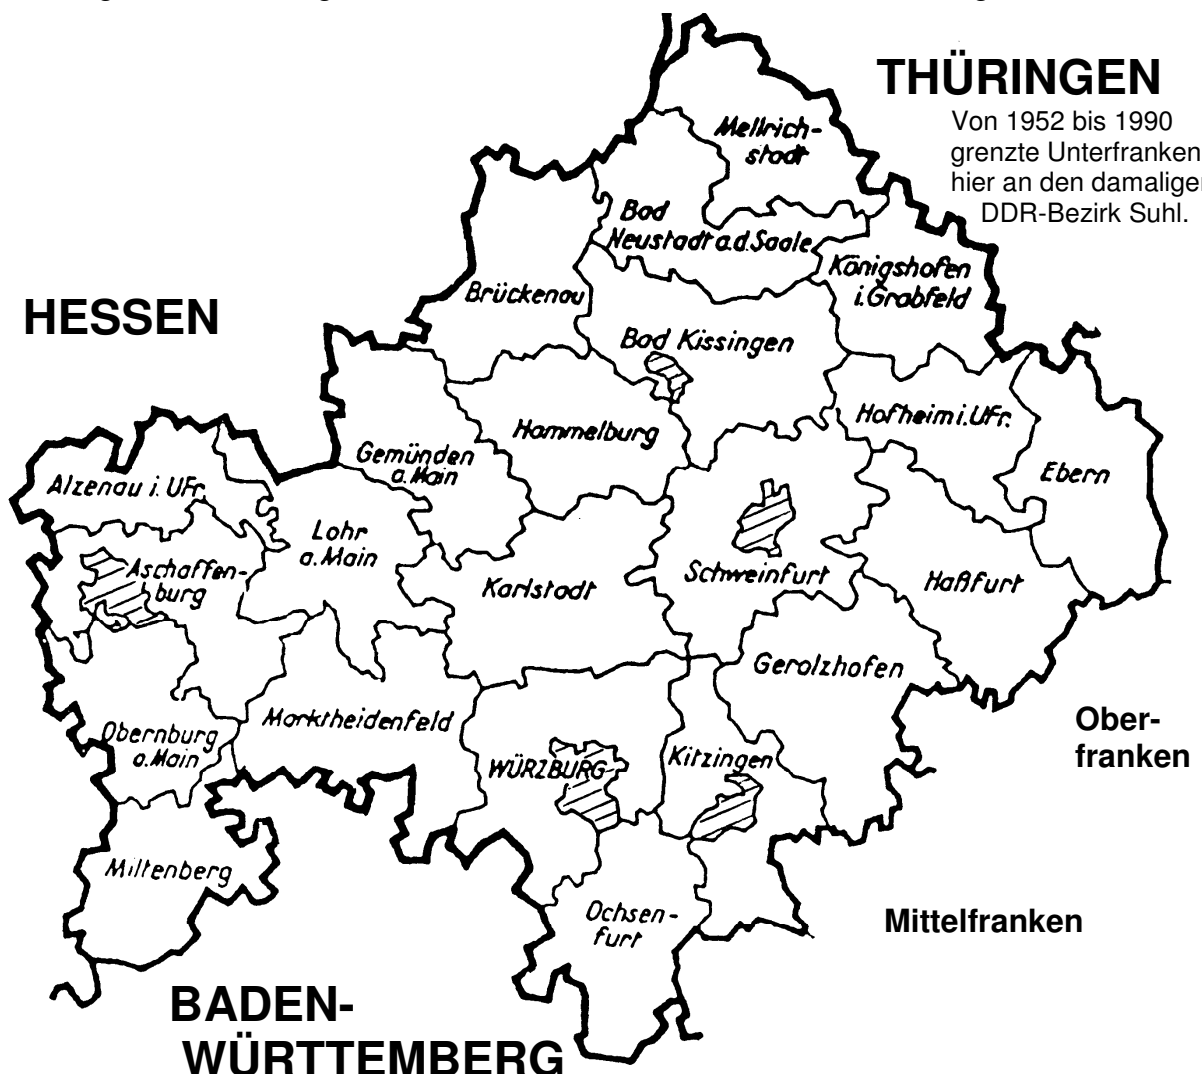 THÜRINGEN
Von 1952 bis 1990
grenzte Unterfranken
hier an den damaligen
DDR-Bezirk Suhl.
Mellrich-
stadt
Bad
Neustadt a.d. Saale
Königshofen
i. Grabfeld
Brückenau
HESSEN
Bad Kissingen
Hammelburg
Hofheim i. UFr.
Gemünden
a. Main
Ebern
Alzenau i. UFr.
Lohr
a. Main
Aschaffen-
burg
Karlstadt
Schweinfurt
Haßfurt
Gerolzhofen
Marktheidenfeld
Obernburg
a. Main
WÜRZBURG
Kitzingen
Ober-
franken
Miltenberg
Ochsen-
furt
Mittelfranken
BADEN-
WÜRTTEMBERG